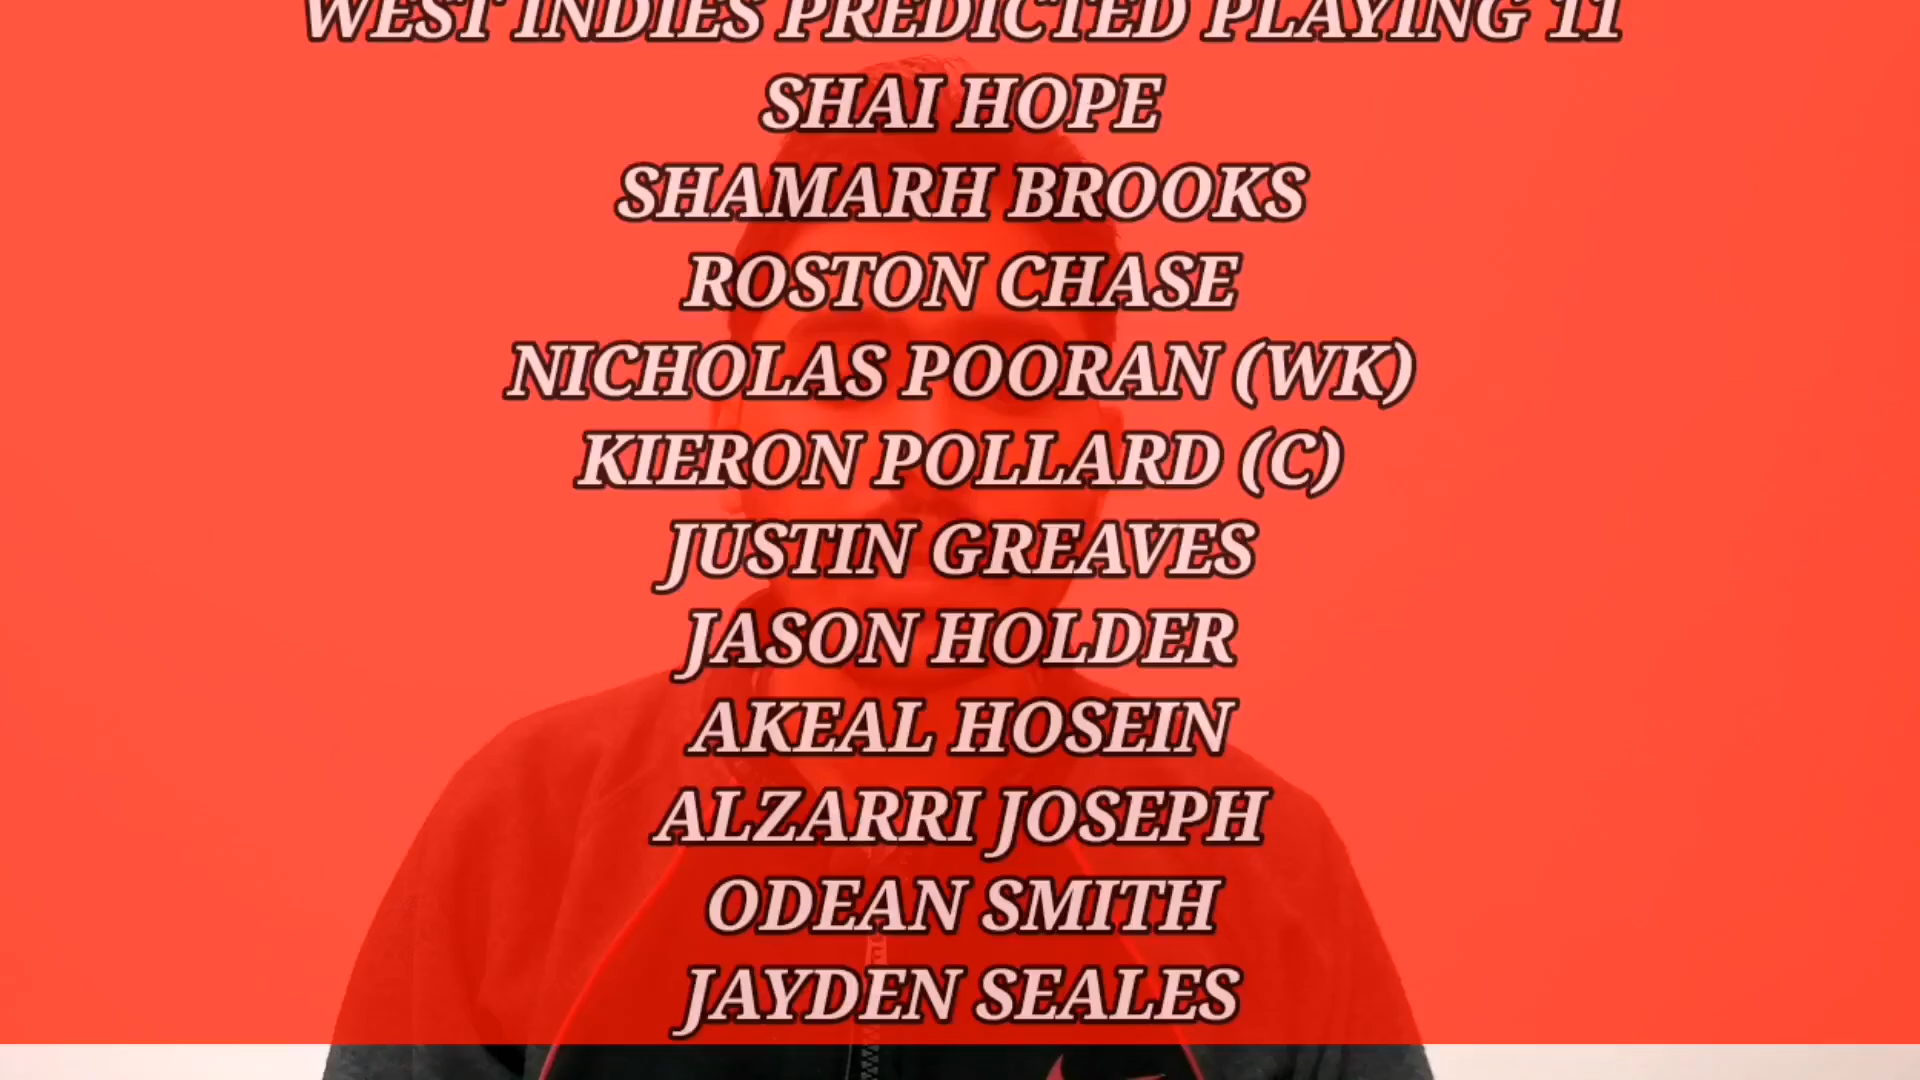 WEST INDIES PREDICTED PLAYING 11
SHAI HOPE
SHAMARH BROOKS
ROSTON CHASE
NICHOLAS POORAN (WK)
KIERON POLLARD (C)
JUSTIN GREAVES
JASON HOLDER
AKEAL HOSEIN
ALZARRI JOSEPH
ODEAN SMITH
JAYDEN SEALES